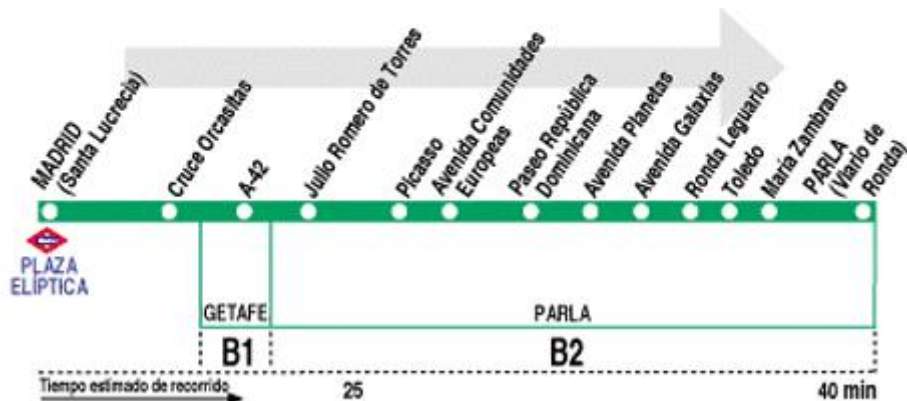 MADRID
(Santa Lucrecia)
Cruce Orcasitas
A-42
Julio Romero de Torres
Picasso
Avenida Comunidades
Europeas
Paseo República
Dominicana
Avenida Planetas
Avenida Galaxias
Ronda Leguario
Toledo
María Zambrano
PARLA
(Viario de
Ronda)
PLAZA
ELÍPTICA
GETAFE
PARLA
B1
B2
Tiempo estimado de recorrido
25
40 min